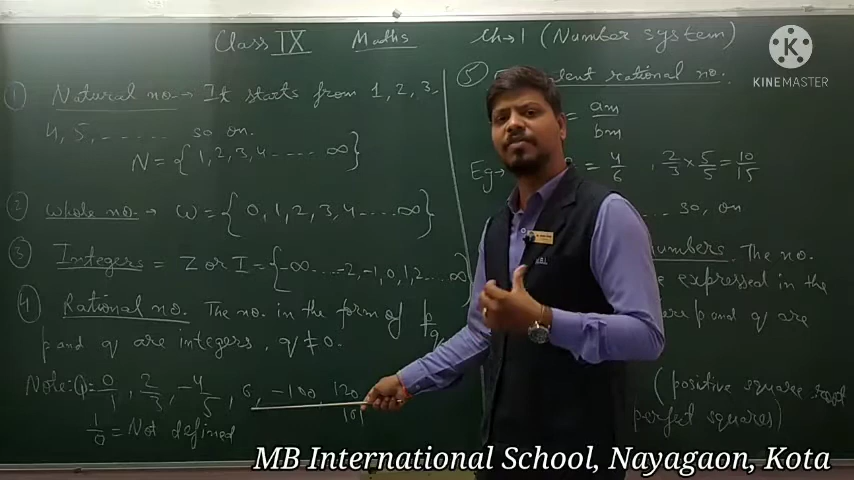 Class IX Maths Ch→1 (Number system)
① Natural no. → It starts from 1, 2, 3,
4, 5, ...... so on.
N = {1, 2, 3, 4 ..... ∞}
② Whole no. → W = {0, 1, 2, 3, 4 ..... ∞}
③ Integers = Z or I = {-∞ .... -2, -1, 0, 1, 2 ... ∞
④ Rational no. The no. in the form of p/q
p and q are integers, q ≠ 0.
Note: ① = 0/1, 2/3, -4/5, 6, -100 120/101
1/0 = Not defined
⑤ rational no.
= am/bm
Eg→ = 4/6, 2/3 × 5/5 = 10/15
... so, on
numbers. The no.
expressed in the
p and q are
(positive square root
perfect squares)
KINEMASTER
MB International School, Nayagaon, Kota